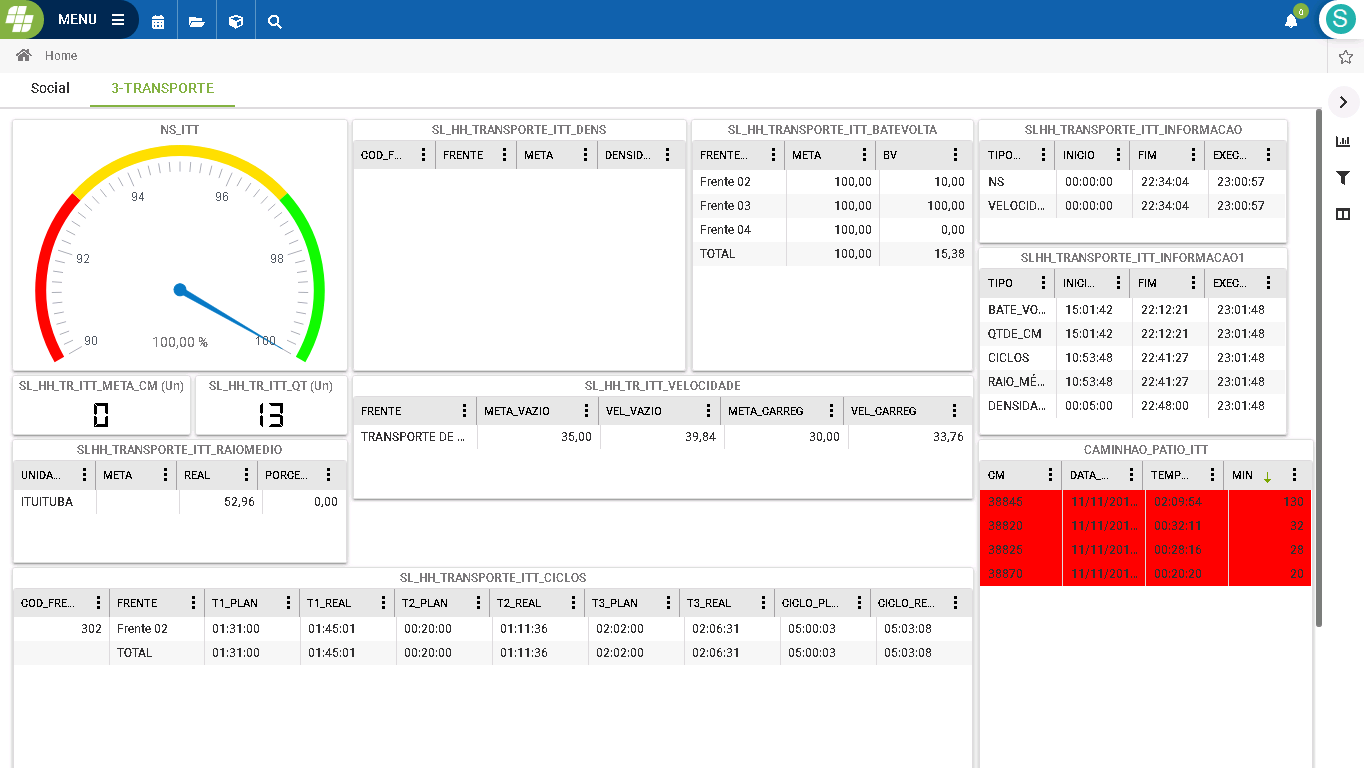 MENU
0
S
Home
Social
3-TRANSPORTE
NS_ITT
94
96
92
98
90
100,00 %
100
SL_HH_TRANSPORTE_ITT_DENS
COD_F... FRENTE META DENSID...
SL_HH_TRANSPORTE_ITT_BATEVOLTA
FRENTE... META BV
Frente 02 100,00 10,00
Frente 03 100,00 100,00
Frente 04 100,00 0,00
TOTAL 100,00 15,38
SLHH_TRANSPORTE_ITT_INFORMACAO
TIPO... INICIO FIM EXEC...
NS 00:00:00 22:34:04 23:00:57
VELOCID... 00:00:00 22:34:04 23:00:57
SLHH_TRANSPORTE_ITT_INFORMACAO1
TIPO INICI... FIM EXEC...
BATE_VO... 15:01:42 22:12:21 23:01:48
QTDE_CM 15:01:42 22:12:21 23:01:48
CICLOS 10:53:48 22:41:27 23:01:48
RAIO_MÉ... 10:53:48 22:41:27 23:01:48
DENSIDA... 00:05:00 22:48:00 23:01:48
SL_HH_TR_ITT_META_CM (Un)
0
SL_HH_TR_ITT_QT (Un)
13
SL_HH_TR_ITT_VELOCIDADE
FRENTE META_VAZIO VEL_VAZIO META_CARREG VEL_CARREG
TRANSPORTE DE ... 35,00 39,84 30,00 33,76
SLHH_TRANSPORTE_ITT_RAIOMEDIO
UNIDA... META REAL PORCE...
ITUITUBA 52,96 0,00
CAMINHAO_PATIO_ITT
CM DATA_... TEMP... MIN
38845 11/11/201... 02:09:54 130
38820 11/11/201... 00:32:11 32
38825 11/11/201... 00:28:16 28
38870 11/11/201... 00:20:20 20
SL_HH_TRANSPORTE_ITT_CICLOS
COD_FRE... FRENTE T1_PLAN T1_REAL T2_PLAN T2_REAL T3_PLAN T3_REAL CICLO_PL... CICLO_RE...
302 Frente 02 01:31:00 01:45:01 00:20:00 01:11:36 02:02:00 02:06:31 05:00:03 05:03:08
TOTAL 01:31:00 01:45:01 00:20:00 01:11:36 02:02:00 02:06:31 05:00:03 05:03:08